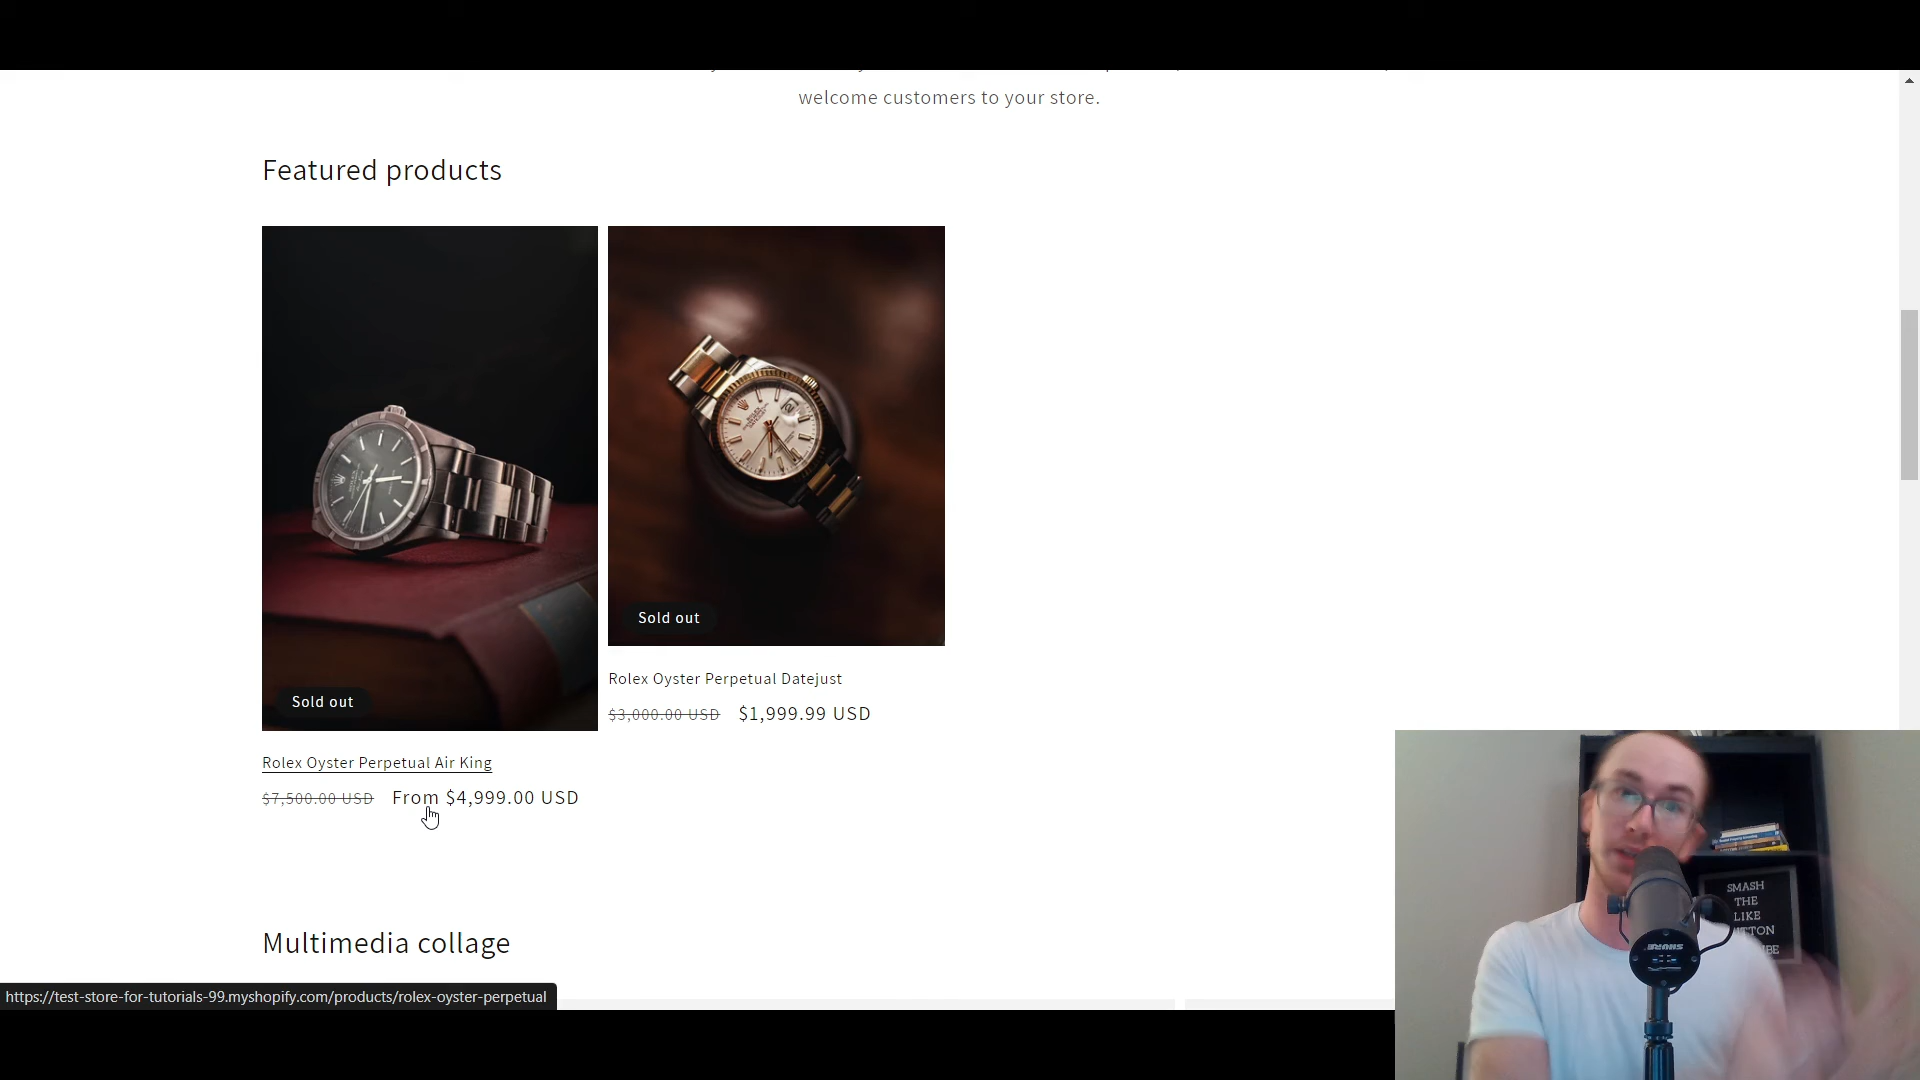 welcome customers to your store.
Featured products
Sold out
Rolex Oyster Perpetual Air King
$7,500.00 USD From $4,999.00 USD
Sold out
Rolex Oyster Perpetual Datejust
$3,000.00 USD $1,999.99 USD
Multimedia collage
https://test-store-for-tutorials-99.myshopify.com/products/rolex-oyster-perpetual
SMASH
THE
LIKE
SHURE